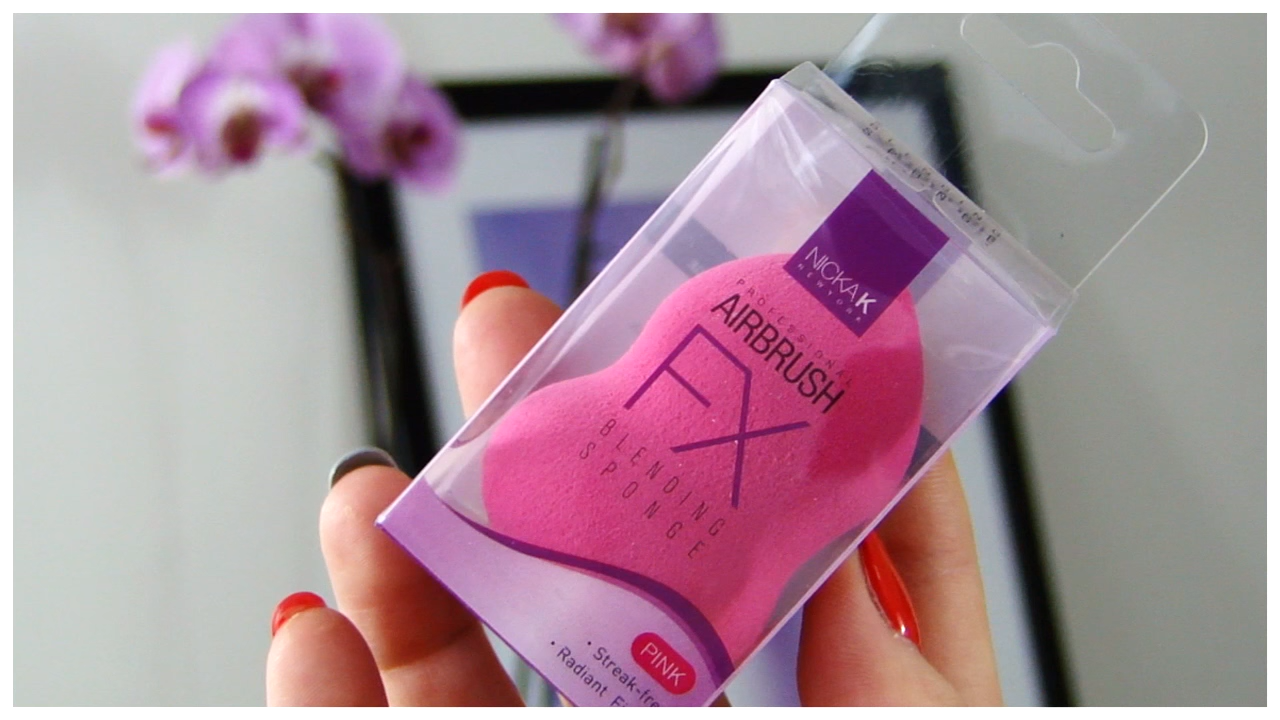 NICKA K
NEW YORK
PROFESSIONAL
AIRBRUSH
FX
BLENDING
SPONGE
PINK
• Streak-fre
• Radiant F